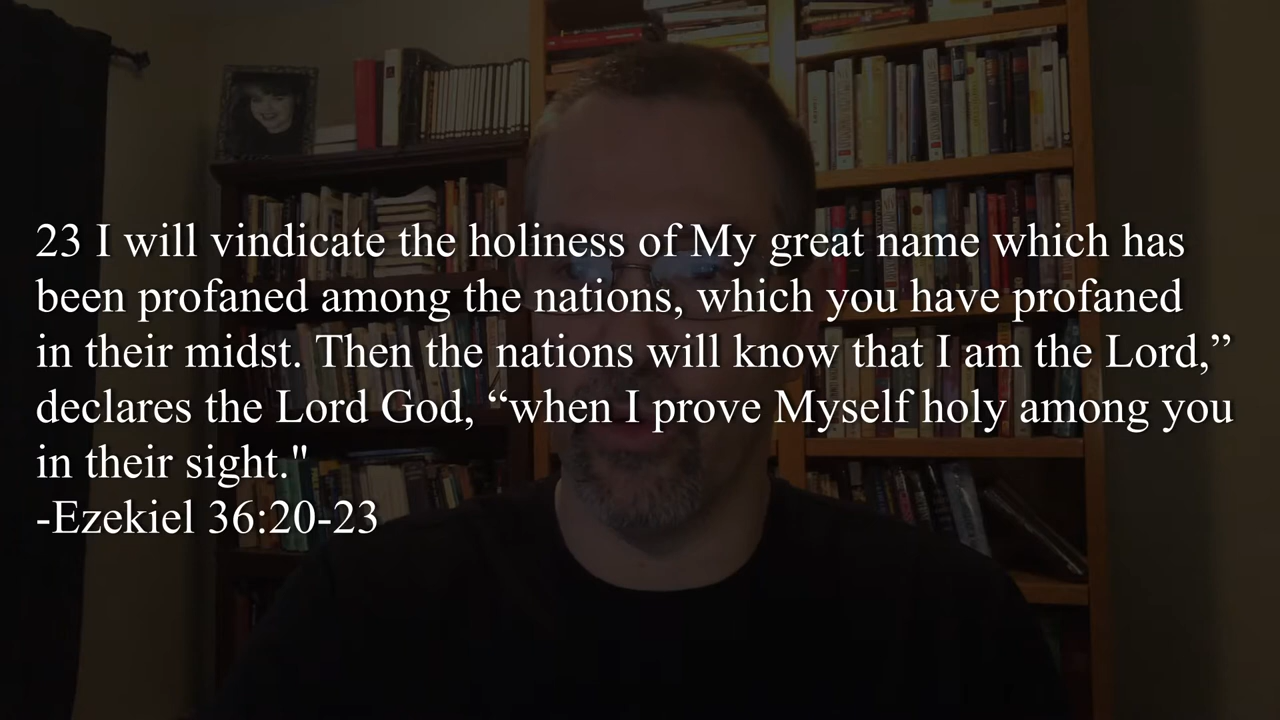 23 I will vindicate the holiness of My great name which has
been profaned among the nations, which you have profaned
in their midst. Then the nations will know that I am the Lord,”
declares the Lord God, “when I prove Myself holy among you
in their sight."
-Ezekiel 36:20-23